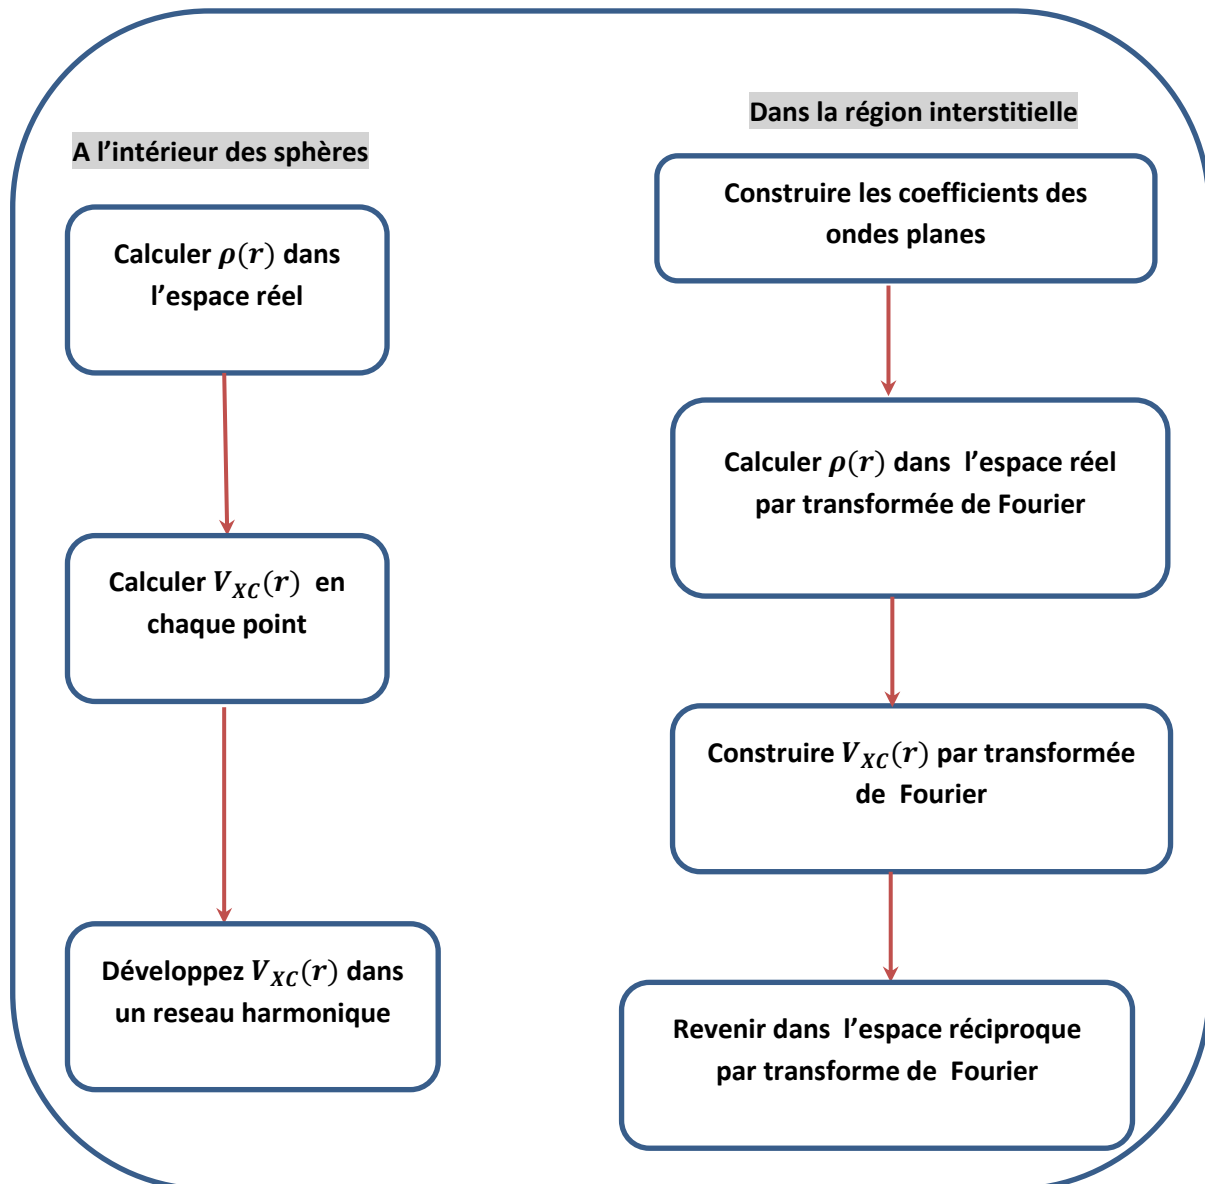 A l’intérieur des sphères
Calculer ρ(r) dans
l’espace réel
Calculer V_XC(r) en
chaque point
Développez V_XC(r) dans
un reseau harmonique
Dans la région interstitielle
Construire les coefficients des
ondes planes
Calculer ρ(r) dans l’espace réel
par transformée de Fourier
Construire V_XC(r) par transformée
de Fourier
Revenir dans l’espace réciproque
par transforme de Fourier